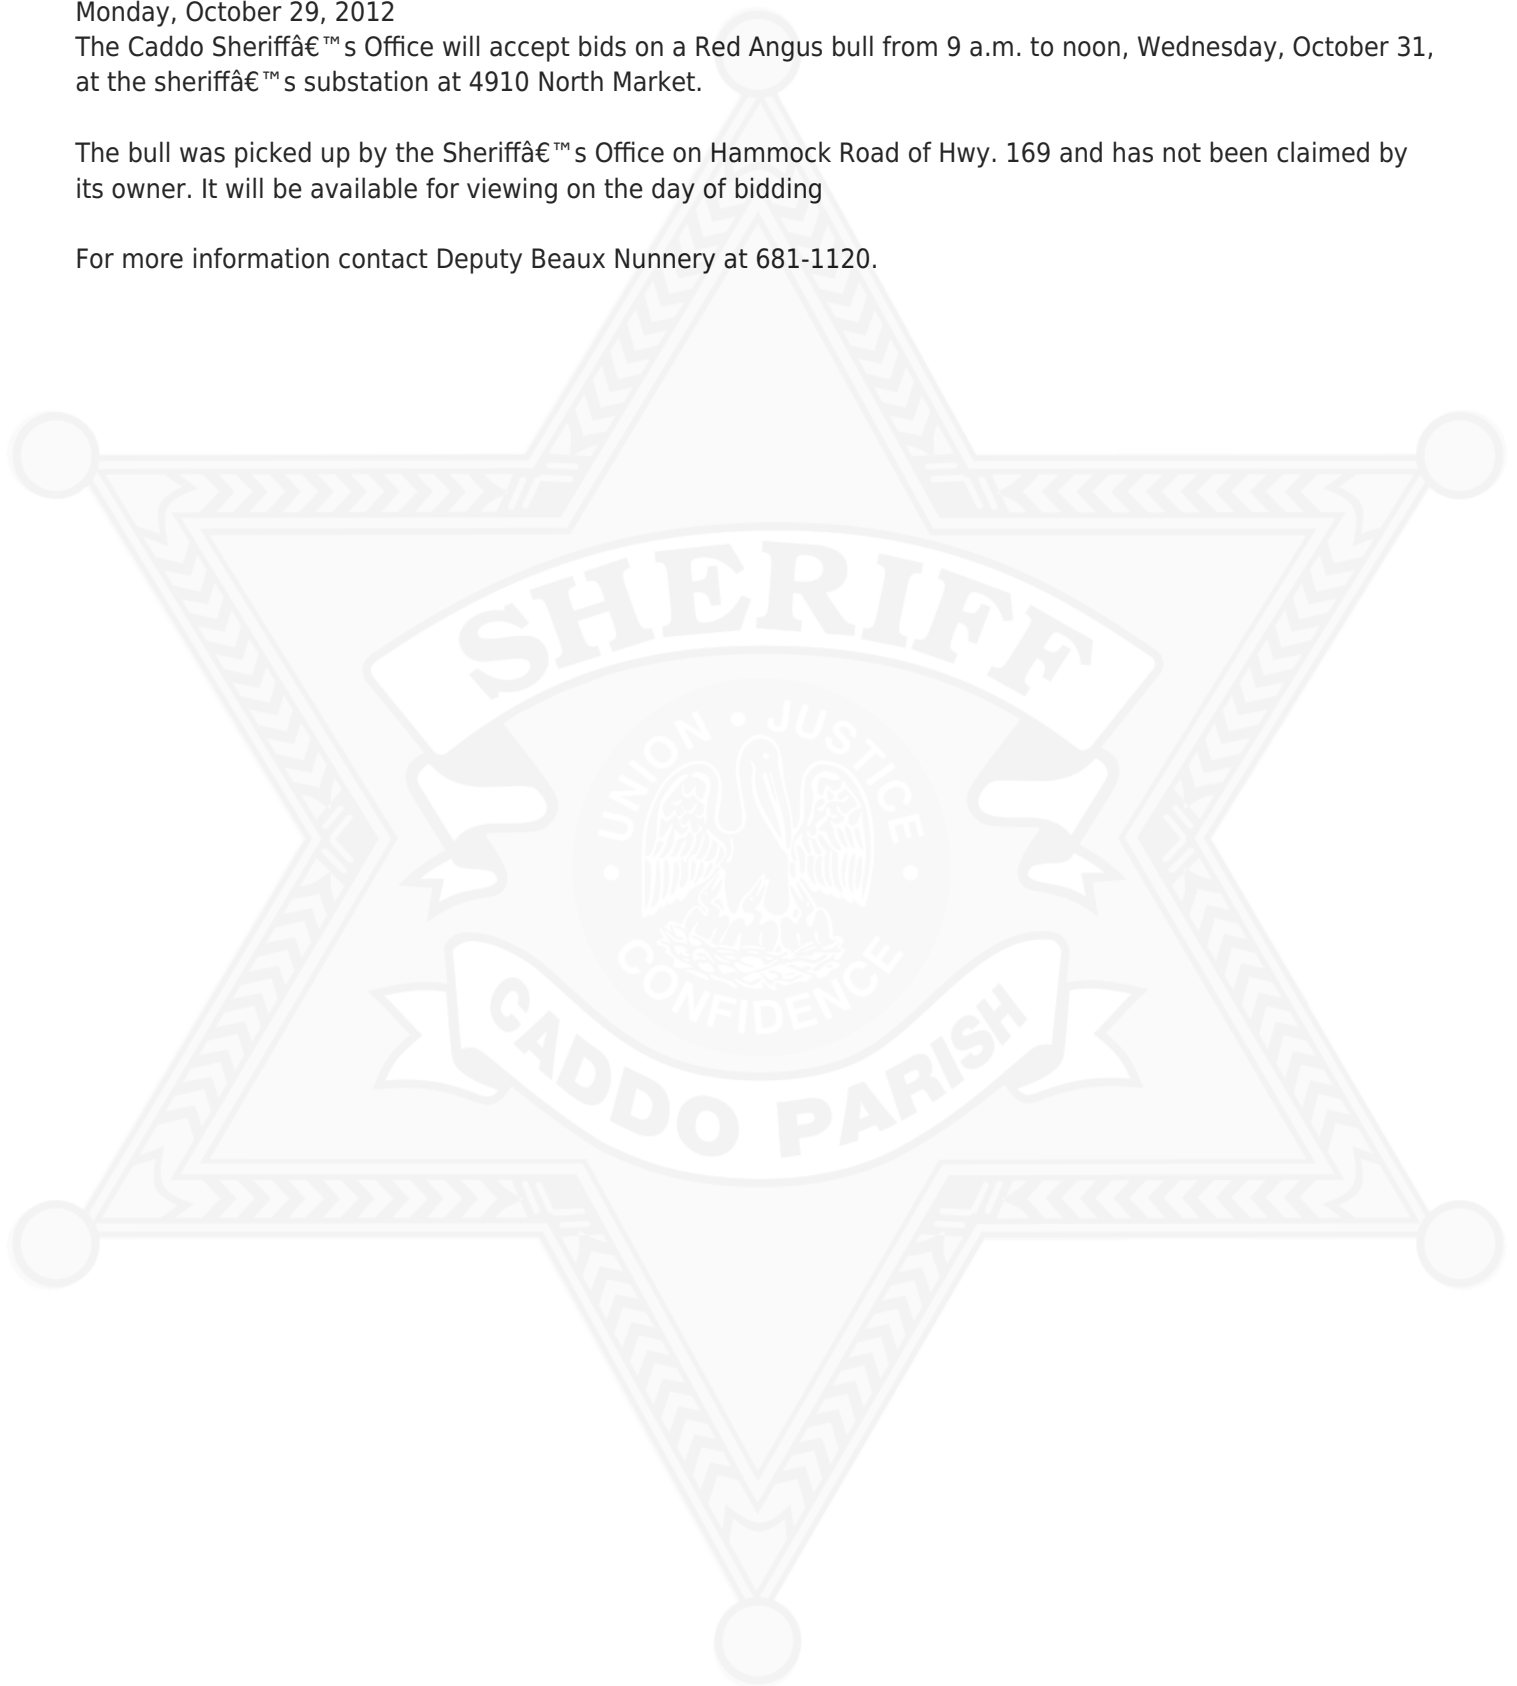 Monday, October 29, 2012
The Caddo Sheriffâ€™s Office will accept bids on a Red Angus bull from 9 a.m. to noon, Wednesday, October 31,
at the sheriffâ€™s substation at 4910 North Market.
The bull was picked up by the Sheriffâ€™s Office on Hammock Road of Hwy. 169 and has not been claimed by
its owner. It will be available for viewing on the day of bidding
For more information contact Deputy Beaux Nunnery at 681-1120.
SHERIFF
UNION • JUSTICE
• CONFIDENCE •
CADDO PARISH